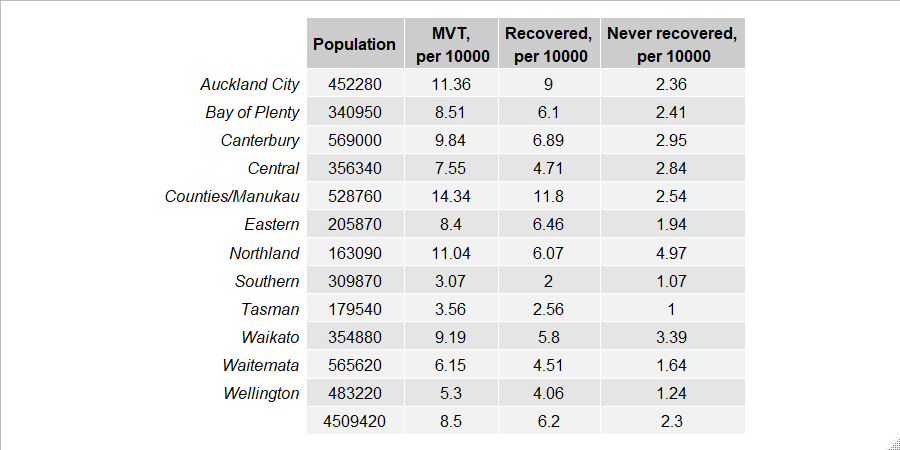 Population MVT, per 10000 Recovered, per 10000 Never recovered, per 10000
Auckland City 452280 11.36 9 2.36
Bay of Plenty 340950 8.51 6.1 2.41
Canterbury 569000 9.84 6.89 2.95
Central 356340 7.55 4.71 2.84
Counties/Manukau 528760 14.34 11.8 2.54
Eastern 205870 8.4 6.46 1.94
Northland 163090 11.04 6.07 4.97
Southern 309870 3.07 2 1.07
Tasman 179540 3.56 2.56 1
Waikato 354880 9.19 5.8 3.39
Waitemata 565620 6.15 4.51 1.64
Wellington 483220 5.3 4.06 1.24
4509420 8.5 6.2 2.3